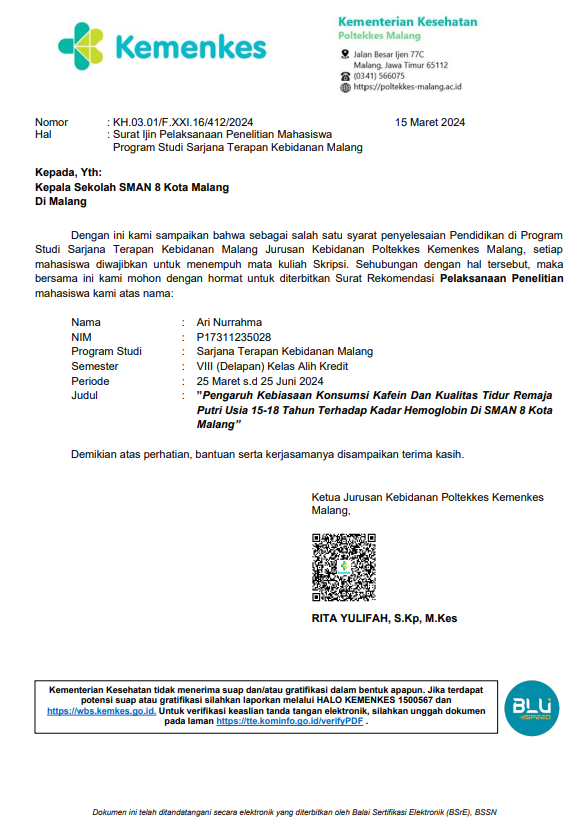 Kemenkes
Kementerian Kesehatan
Poltekkes Malang
Jalan Besar Ijen 77C
Malang, Jawa Timur 65112
(0341) 566075
https://poltekkes-malang.ac.id
Nomor : KH.03.01/F.XXI.16/412/2024 15 Maret 2024
Hal : Surat Ijin Pelaksanaan Penelitian Mahasiswa
Program Studi Sarjana Terapan Kebidanan Malang
Kepada, Yth:
Kepala Sekolah SMAN 8 Kota Malang
Di Malang
Dengan ini kami sampaikan bahwa sebagai salah satu syarat penyelesaian Pendidikan di Program
Studi Sarjana Terapan Kebidanan Malang Jurusan Kebidanan Poltekkes Kemenkes Malang, setiap
mahasiswa diwajibkan untuk menempuh mata kuliah Skripsi. Sehubungan dengan hal tersebut, maka
bersama ini kami mohon dengan hormat untuk diterbitkan Surat Rekomendasi Pelaksanaan Penelitian
mahasiswa kami atas nama:
Nama : Ari Nurrahma
NIM : P17311235028
Program Studi : Sarjana Terapan Kebidanan Malang
Semester : VIII (Delapan) Kelas Alih Kredit
Periode : 25 Maret s.d 25 Juni 2024
Judul : ”Pengaruh Kebiasaan Konsumsi Kafein Dan Kualitas Tidur Remaja
Putri Usia 15-18 Tahun Terhadap Kadar Hemoglobin Di SMAN 8 Kota
Malang”
Demikian atas perhatian, bantuan serta kerjasamanya disampaikan terima kasih.
Ketua Jurusan Kebidanan Poltekkes Kemenkes
Malang,
Kemenkes
RITA YULIFAH, S.Kp, M.Kes
Kementerian Kesehatan tidak menerima suap dan/atau gratifikasi dalam bentuk apapun. Jika terdapat
potensi suap atau gratifikasi silahkan laporkan melalui HALO KEMENKES 1500567 dan
https://wbs.kemkes.go.id. Untuk verifikasi keaslian tanda tangan elektronik, silahkan unggah dokumen
pada laman https://tte.kominfo.go.id/verifyPDF .
BLU
SPEED
Dokumen ini telah ditandatangani secara elektronik yang diterbitkan oleh Balai Sertifikasi Elektronik (BSrE), BSSN